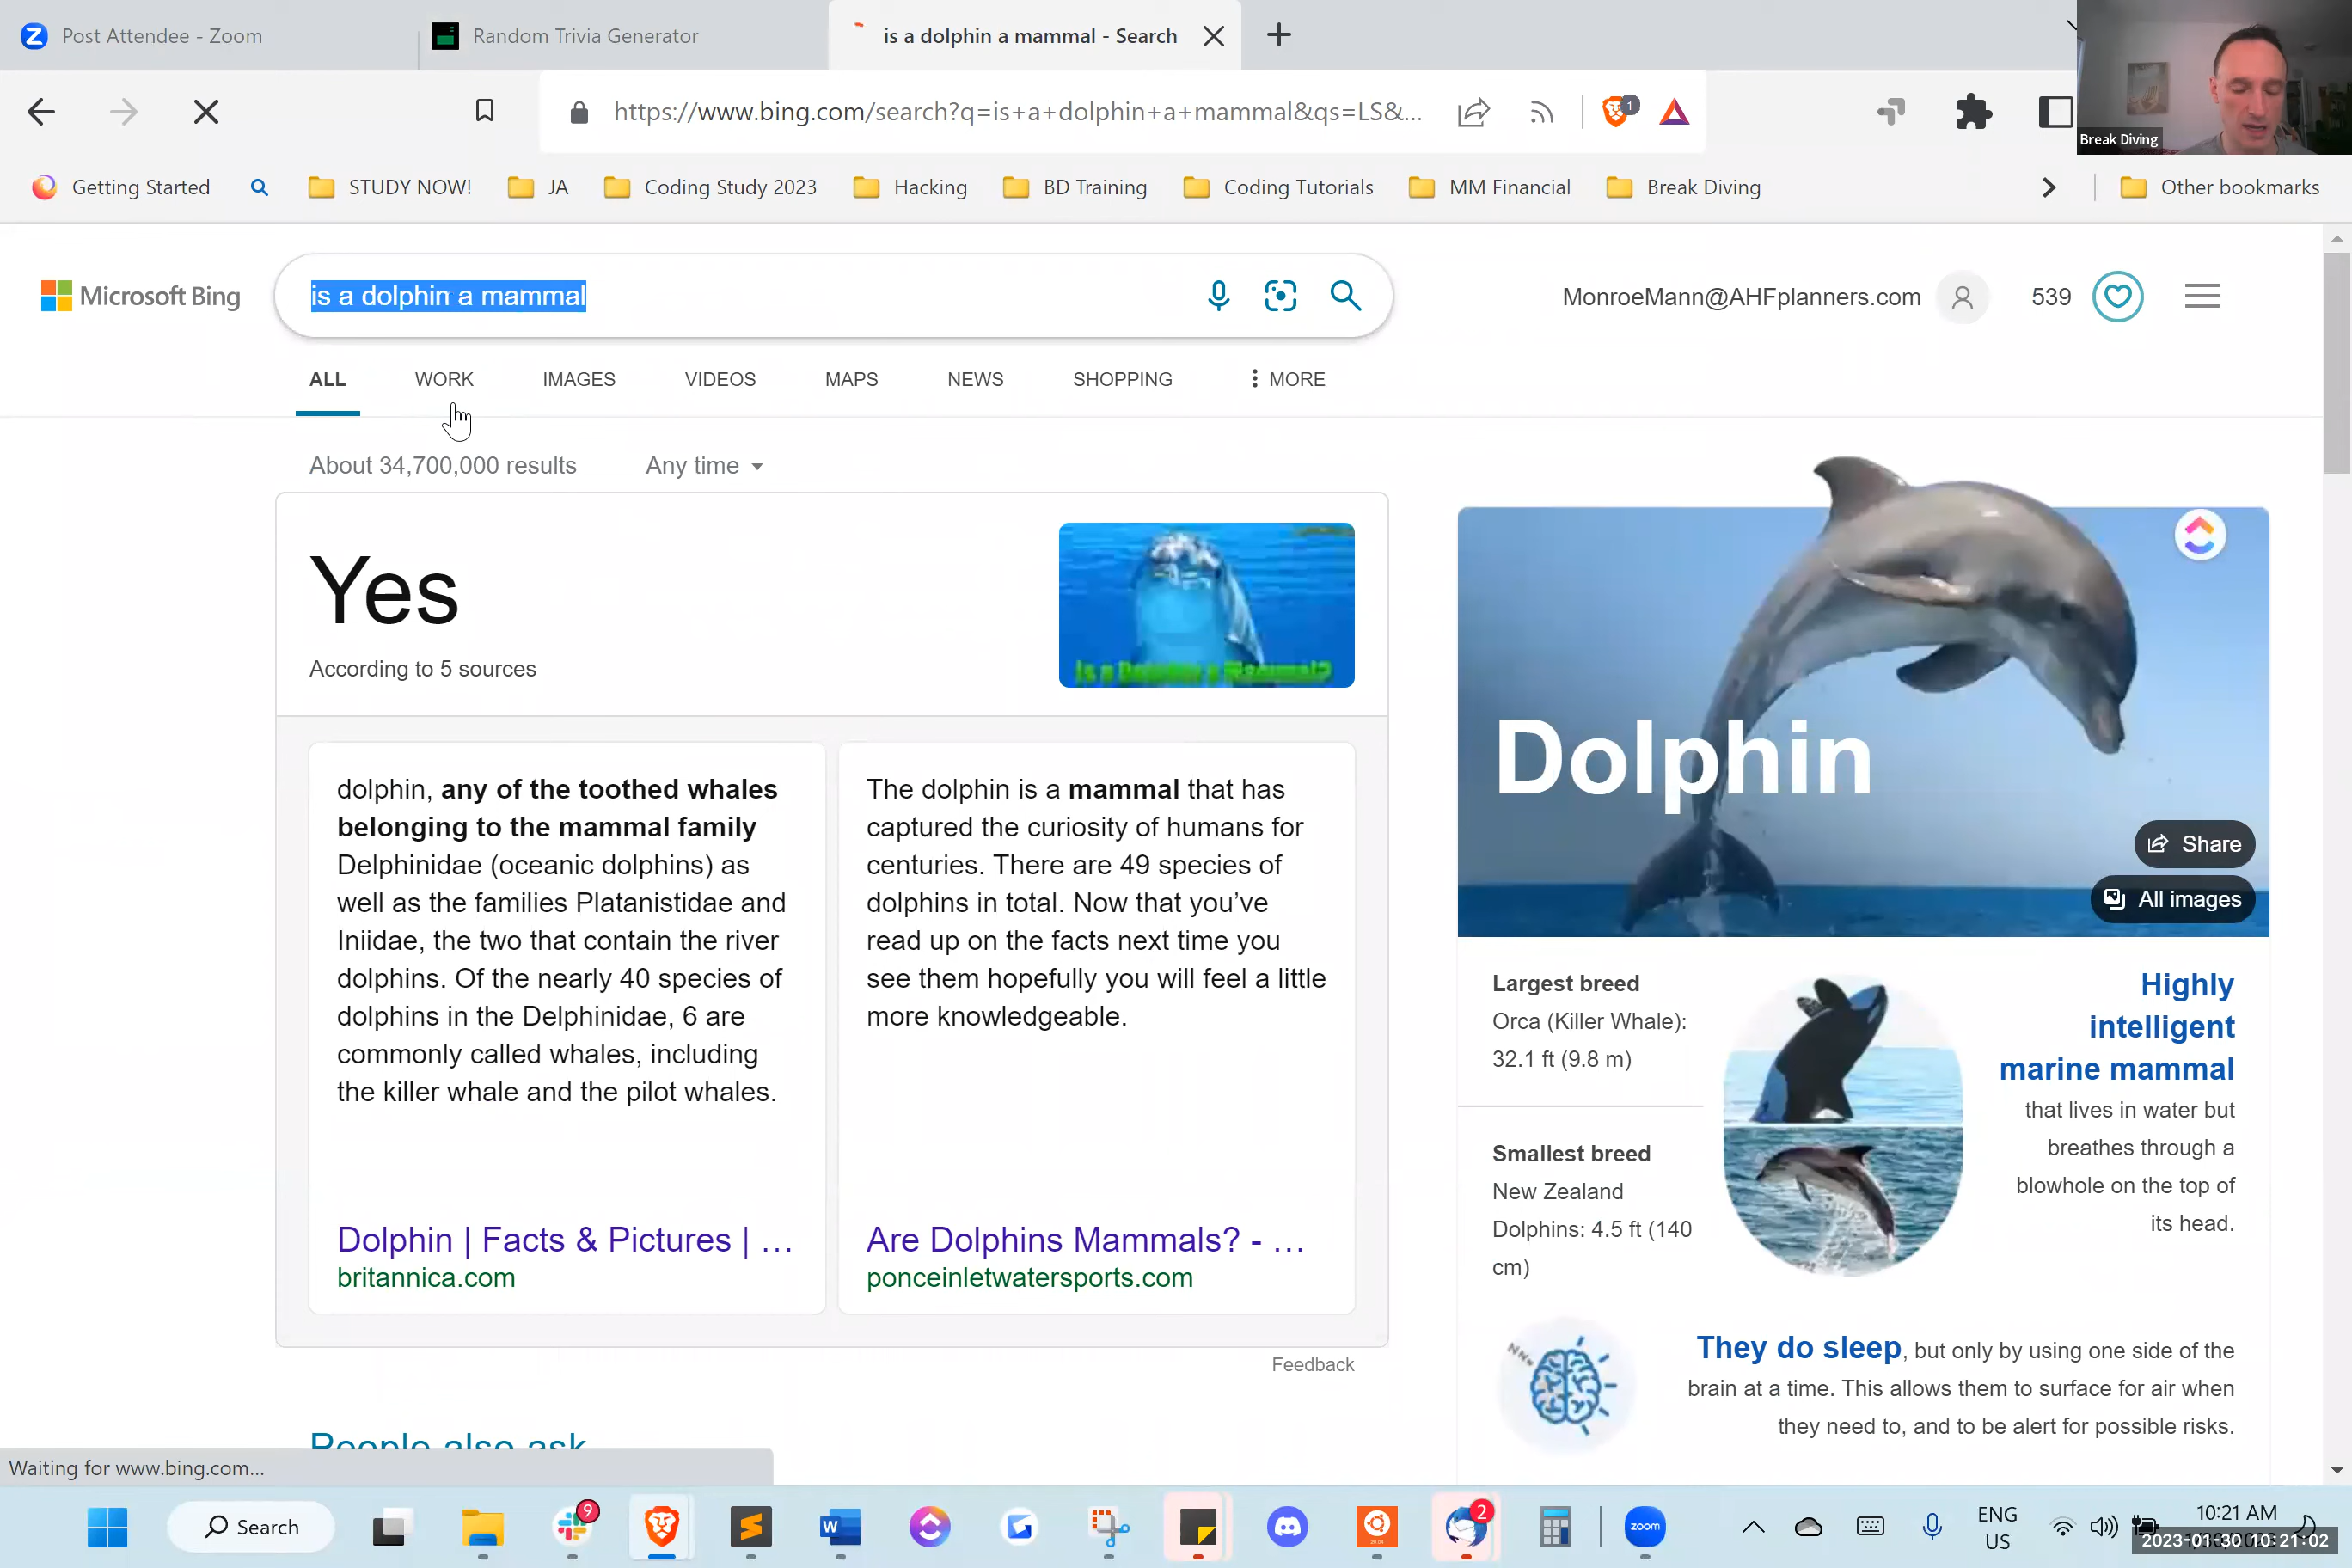 Post Attendee - Zoom
Random Trivia Generator
is a dolphin a mammal - Search
https://www.bing.com/search?q=is+a+dolphin+a+mammal&qs=LS&...
1
Break Diving
Getting Started
STUDY NOW!
JA
Coding Study 2023
Hacking
BD Training
Coding Tutorials
MM Financial
Break Diving
Other bookmarks
Microsoft Bing
is a dolphin a mammal
MonroeMann@AHFplanners.com
539
ALL
WORK
IMAGES
VIDEOS
MAPS
NEWS
SHOPPING
MORE
About 34,700,000 results
Any time
Yes
According to 5 sources
Is a Dolphin a Mammal?
dolphin, any of the toothed whales
belonging to the mammal family
Delphinidae (oceanic dolphins) as
well as the families Platanistidae and
Iniidae, the two that contain the river
dolphins. Of the nearly 40 species of
dolphins in the Delphinidae, 6 are
commonly called whales, including
the killer whale and the pilot whales.
Dolphin | Facts & Pictures | ...
britannica.com
The dolphin is a mammal that has
captured the curiosity of humans for
centuries. There are 49 species of
dolphins in total. Now that you've
read up on the facts next time you
see them hopefully you will feel a little
more knowledgeable.
Are Dolphins Mammals? - ...
ponceinletwatersports.com
Feedback
People also ask
Dolphin
Share
All images
Largest breed
Orca (Killer Whale):
32.1 ft (9.8 m)
Smallest breed
New Zealand
Dolphins: 4.5 ft (140
cm)
Highly
intelligent
marine mammal
that lives in water but
breathes through a
blowhole on the top of
its head.
They do sleep, but only by using one side of the
brain at a time. This allows them to surface for air when
they need to, and to be alert for possible risks.
Waiting for www.bing.com...
Search
9
W
2
zoom
ENG
US
10:21 AM
2023-01-30 10:21:02